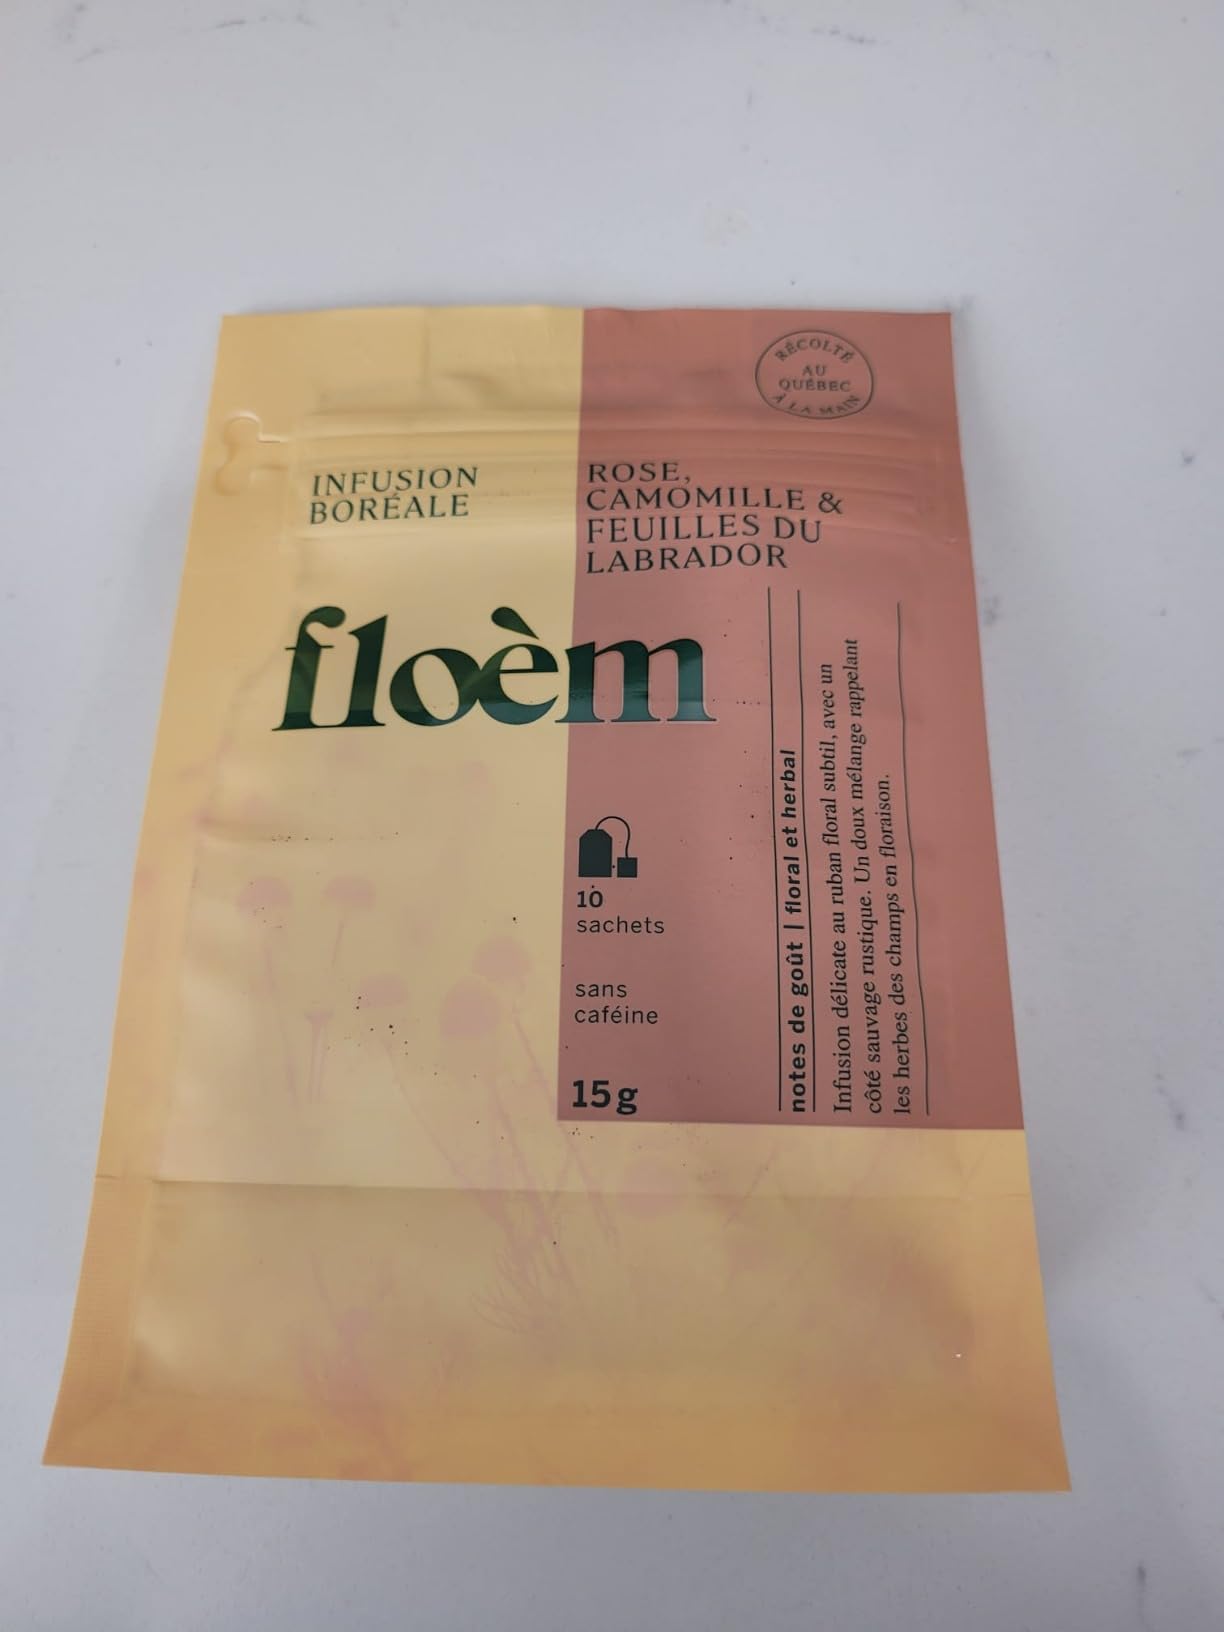 RÉCOLTÉ
AU
QUÉBEC
À LA MAIN
INFUSION
BORÉALE
ROSE,
CAMOMILLE &
FEUILLES DU
LABRADOR
floèm
10
sachets
sans
caféine
15 g
notes de goût | floral et herbal
Infusion délicate au ruban floral subtil, avec un
côté sauvage rustique. Un doux mélange rappelant
les herbes des champs en floraison.